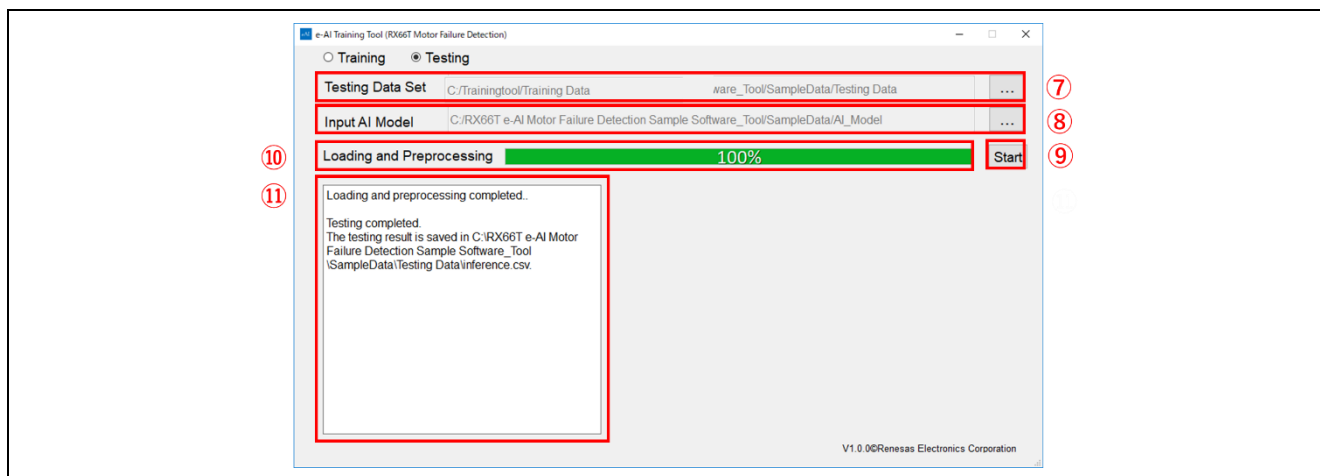 e-AI Training Tool (RX66T Motor Failure Detection)
Training Testing
Testing Data Set C:/Trainingtool/Training Data ware_Tool/SampleData/Testing Data ... ⑦
Input AI Model C:/RX66T e-AI Motor Failure Detection Sample Software_Tool/SampleData/AI_Model ... ⑧
⑩ Loading and Preprocessing 100% Start ⑨
⑪
Loading and preprocessing completed..
Testing completed.
The testing result is saved in C:\RX66T e-AI Motor
Failure Detection Sample Software_Tool
\SampleData\Testing Data\inference.csv.
V1.0.0©Renesas Electronics Corporation